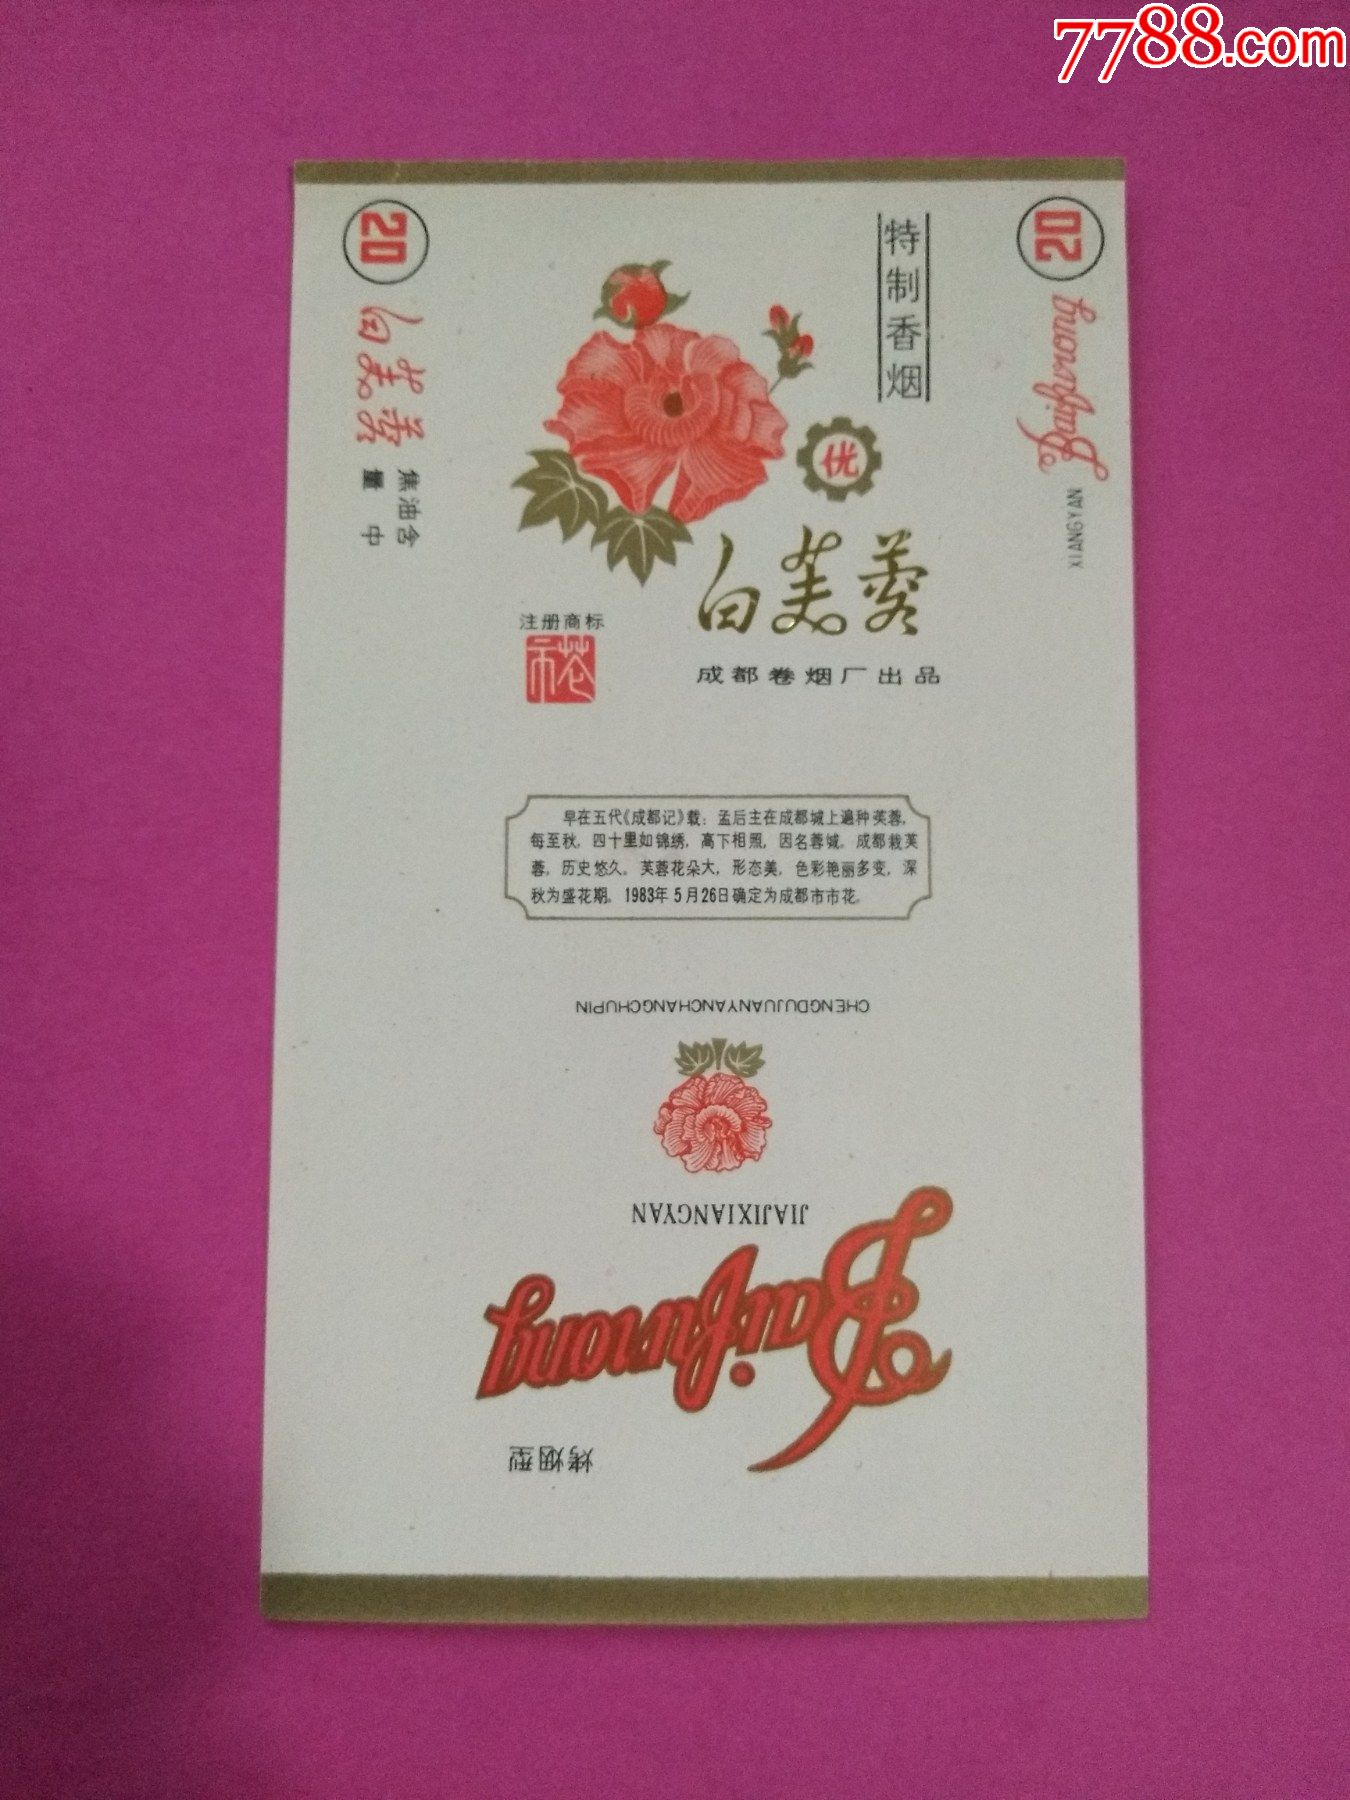 7788.com
20
白芙蓉
焦油含
量 中
特制香烟
优
白芙蓉
注册商标
市花
成都卷烟厂出品
20
Baifurong
XIANGYAN
早在五代《成都记》载：孟后主在成都城上遍种芙蓉，
每至秋，四十里如锦绣，高下相照，因名蓉城。成都栽芙
蓉，历史悠久。芙蓉花朵大，形态美，色彩艳丽多变，深
秋为盛花期。1983年5月26日确定为成都市市花。
CHENGDUJUANYANCHANGCHUPIN
JIAJIXIANGYAN
Baifurong
烤烟型